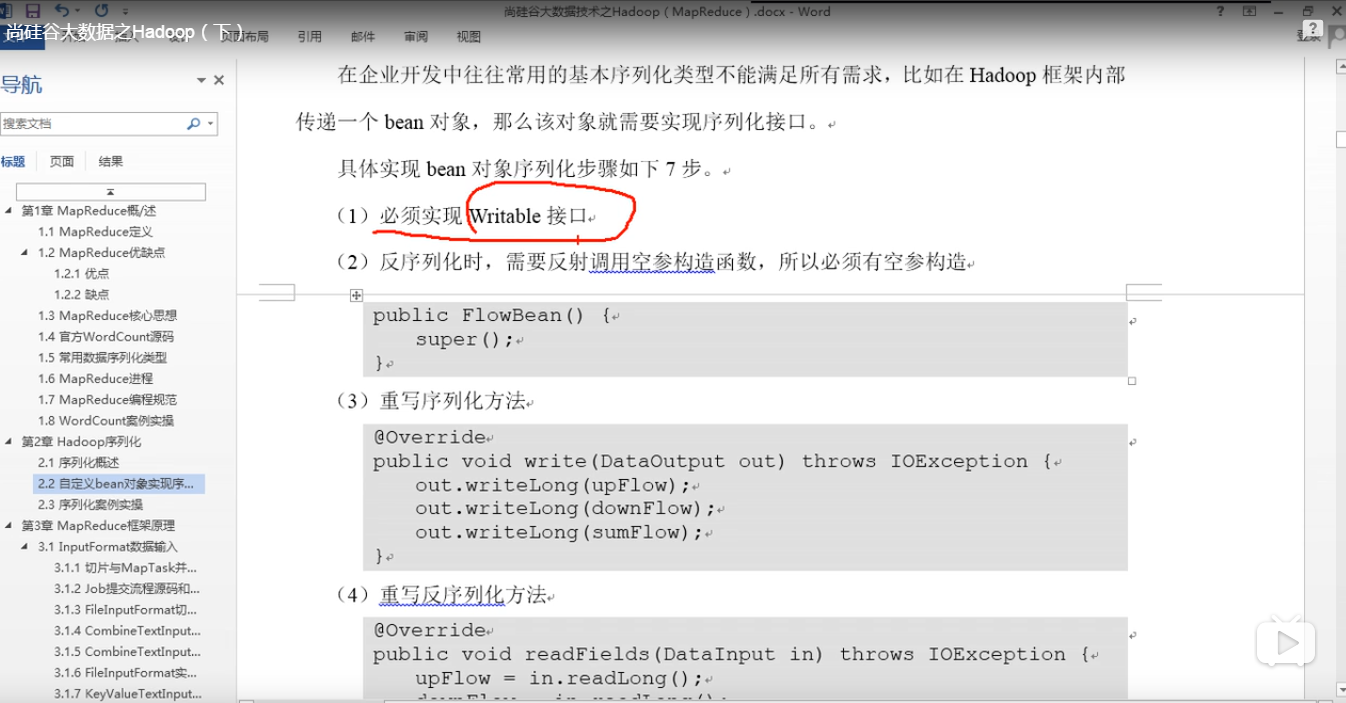 尚硅谷大数据技术之Hadoop（MapReduce）.docx - Word
尚硅谷大数据之Hadoop（下）
页面布局
引用
邮件
审阅
视图
导航
搜索文档
标题
页面
结果
第1章 MapReduce概/述
1.1 MapReduce定义
1.2 MapReduce优缺点
1.2.1 优点
1.2.2 缺点
1.3 MapReduce核心思想
1.4 官方WordCount源码
1.5 常用数据序列化类型
1.6 MapReduce进程
1.7 MapReduce编程规范
1.8 WordCount案例实操
第2章 Hadoop序列化
2.1 序列化概述
2.2 自定义bean对象实现序...
2.3 序列化案例实操
第3章 MapReduce框架原理
3.1 InputFormat数据输入
3.1.1 切片与MapTask并...
3.1.2 Job提交流程源码和...
3.1.3 FileInputFormat切...
3.1.4 CombineTextInput...
3.1.5 CombineTextInput...
3.1.6 FileInputFormat实...
3.1.7 KeyValueTextInput...
在企业开发中往往常用的基本序列化类型不能满足所有需求，比如在 Hadoop 框架内部
传递一个 bean 对象，那么该对象就需要实现序列化接口。
具体实现 bean 对象序列化步骤如下 7 步。
（1）必须实现 Writable 接口
（2）反序列化时，需要反射调用空参构造函数，所以必须有空参构造
public FlowBean() {
super();
}
（3）重写序列化方法
@Override
public void write(DataOutput out) throws IOException {
out.writeLong(upFlow);
out.writeLong(downFlow);
out.writeLong(sumFlow);
}
（4）重写反序列化方法
@Override
public void readFields(DataInput in) throws IOException {
upFlow = in.readLong();
downFlow = in.readLong();